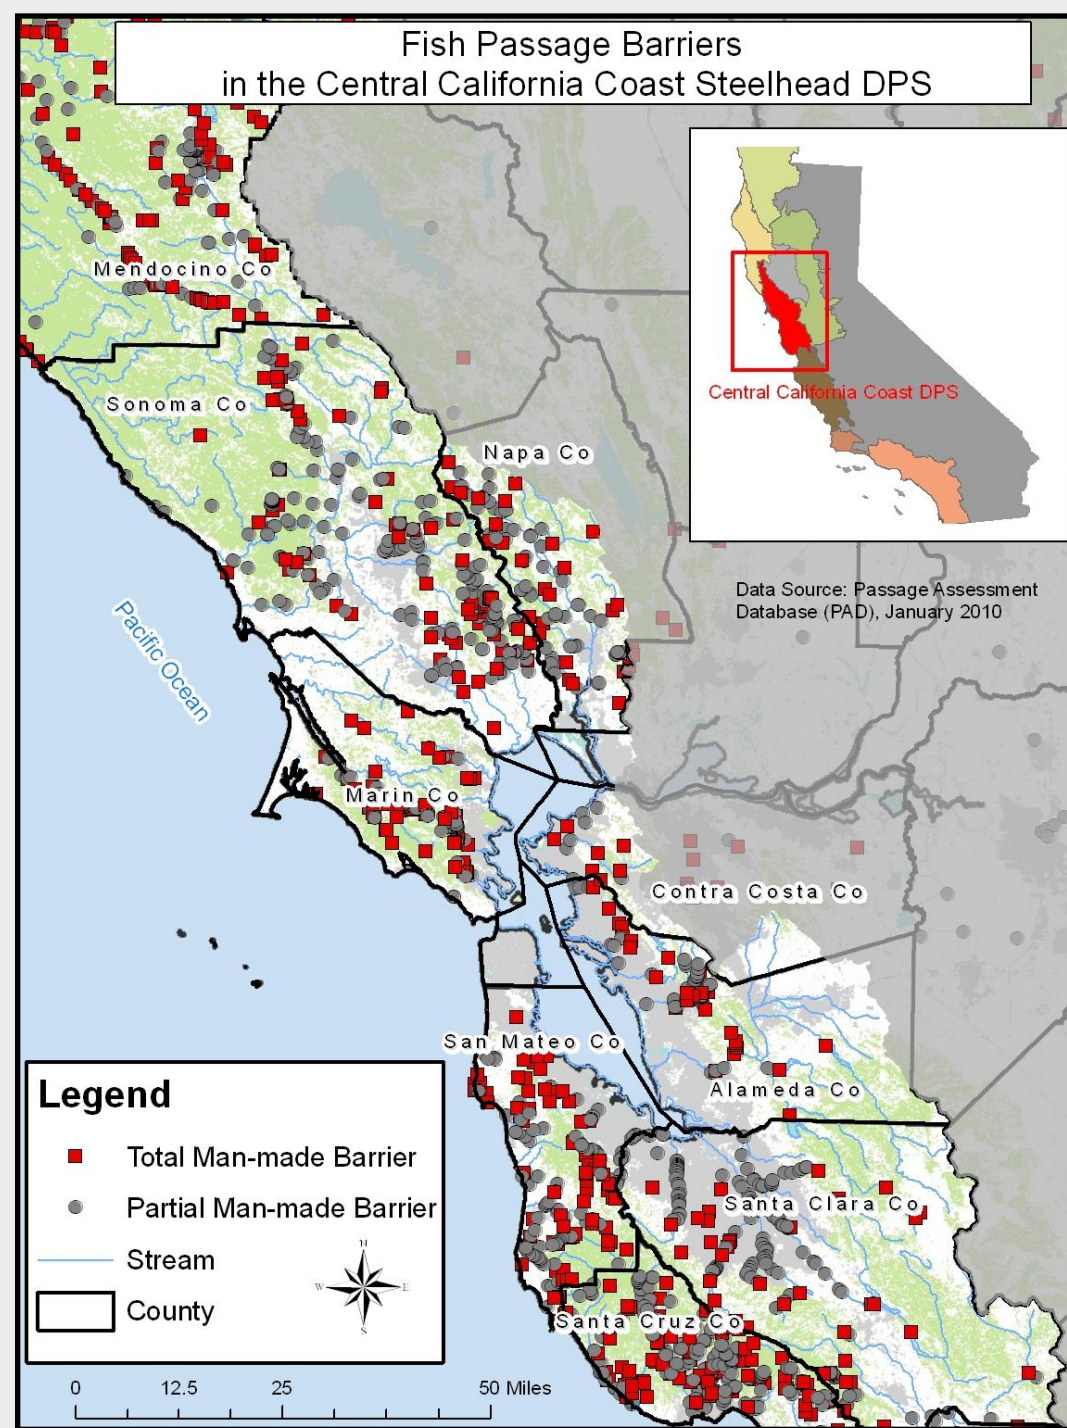 Fish Passage Barriers
in the Central California Coast Steelhead DPS
Central California Coast DPS
Data Source: Passage Assessment
Database (PAD), January 2010
Mendocino Co
Sonoma Co
Napa Co
Pacific Ocean
Marin Co
Contra Costa Co
San Mateo Co
Alameda Co
Santa Clara Co
Santa Cruz Co
Legend
Total Man-made Barrier
Partial Man-made Barrier
Stream
County
N
W E
S
0 12.5 25 50 Miles